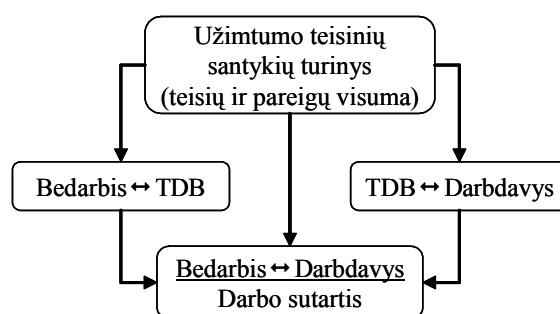 Užimtumo teisinių
santykių turinys
(teisių ir pareigų visuma)
Bedarbis ↔ TDB
TDB ↔ Darbdavys
Bedarbis ↔ Darbdavys
Darbo sutartis